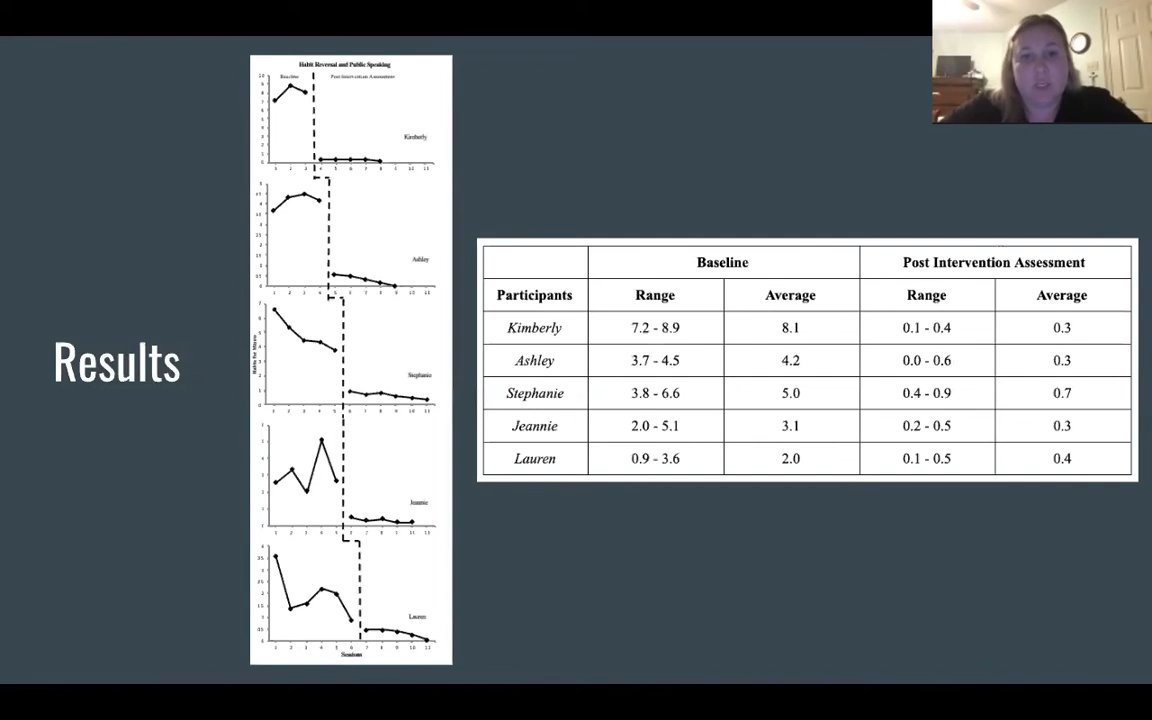 Results
Habit Reversal and Public Speaking
Baseline Post-Intervention Assessment
Kimberly
Ashley
Stephanie
Jeannie
Lauren
Sessions
Baseline Post Intervention Assessment
Participants Range Average Range Average
Kimberly 7.2 - 8.9 8.1 0.1 - 0.4 0.3
Ashley 3.7 - 4.5 4.2 0.0 - 0.6 0.3
Stephanie 3.8 - 6.6 5.0 0.4 - 0.9 0.7
Jeannie 2.0 - 5.1 3.1 0.2 - 0.5 0.3
Lauren 0.9 - 3.6 2.0 0.1 - 0.5 0.4